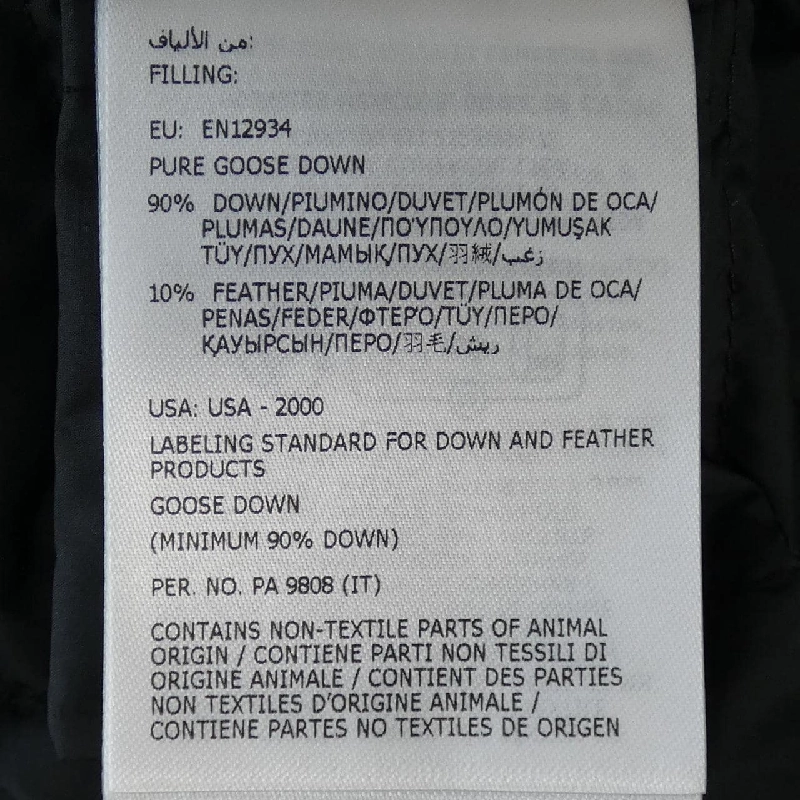 من الألياف:
FILLING:
EU: EN12934
PURE GOOSE DOWN
90% DOWN/PIUMINO/DUVET/PLUMÓN DE OCA/
PLUMAS/DAUNE/ΠΟΎΠΟΥΛΟ/YUMUŞAK
TÜY/ПУХ/МАМЫҚ/ПУХ/羽絨/زغب
10% FEATHER/PIUMA/DUVET/PLUMA DE OCA/
PENAS/FEDER/ΦΤΕΡΌ/TÜY/ПЕРО/
ҚАУЫРСЫН/ПЕРО/羽毛/ريش
USA: USA - 2000
LABELING STANDARD FOR DOWN AND FEATHER
PRODUCTS
GOOSE DOWN
(MINIMUM 90% DOWN)
PER. NO. PA 9808 (IT)
CONTAINS NON-TEXTILE PARTS OF ANIMAL
ORIGIN / CONTIENE PARTI NON TESSILI DI
ORIGINE ANIMALE / CONTIENT DES PARTIES
NON TEXTILES D'ORIGINE ANIMALE /
CONTIENE PARTES NO TEXTILES DE ORIGEN